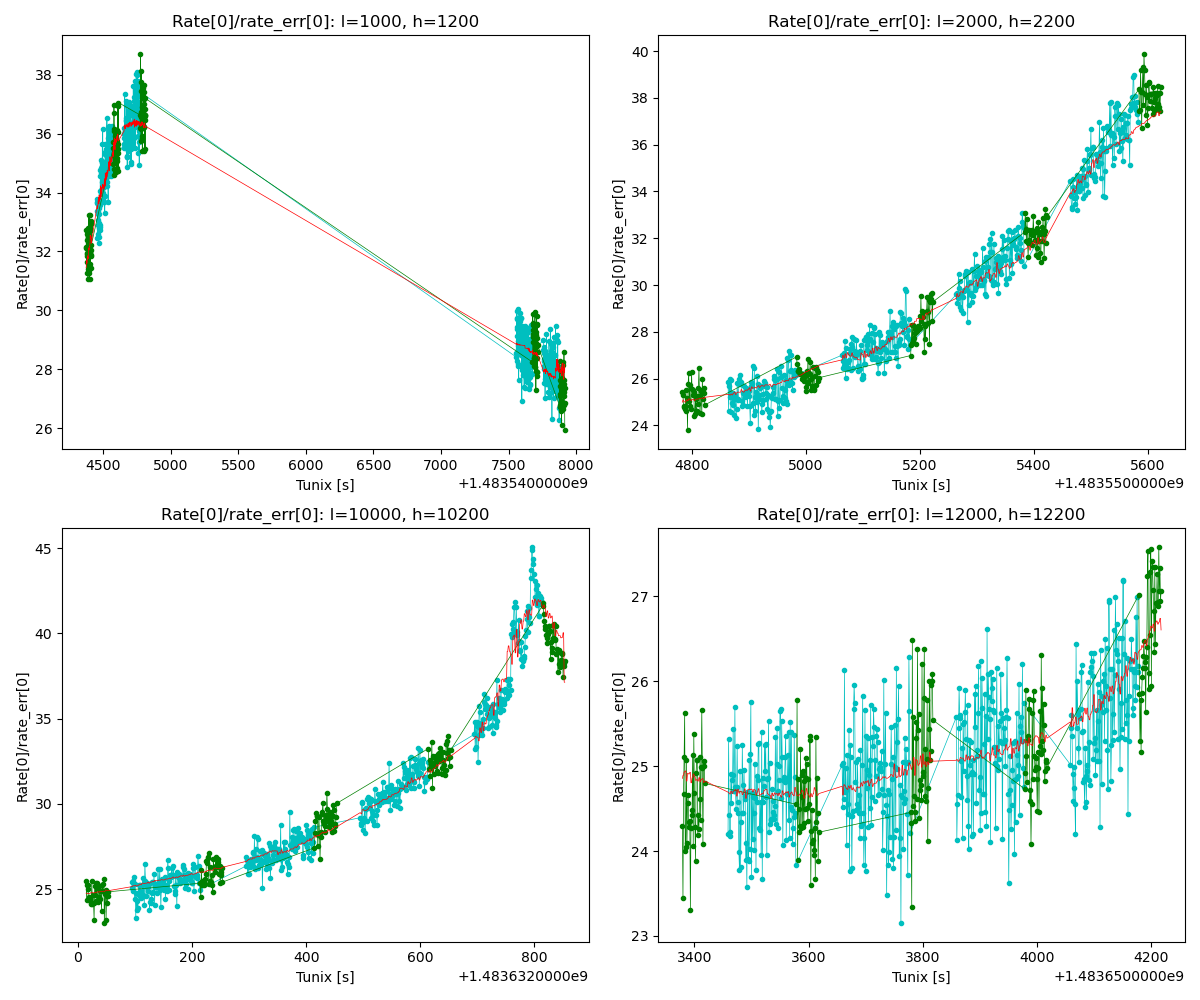 Rate[0]/rate_err[0]: l=1000, h=1200
Rate[0]/rate_err[0]
38
36
34
32
30
28
26
4500 5000 5500 6000 6500 7000 7500 8000
Tunix [s]
+1.4835400000e9
Rate[0]/rate_err[0]: l=2000, h=2200
Rate[0]/rate_err[0]
40
38
36
34
32
30
28
26
24
4800 5000 5200 5400 5600
Tunix [s]
+1.4835500000e9
Rate[0]/rate_err[0]: l=10000, h=10200
Rate[0]/rate_err[0]
45
40
35
30
25
0 200 400 600 800
Tunix [s]
+1.4836320000e9
Rate[0]/rate_err[0]: l=12000, h=12200
Rate[0]/rate_err[0]
27
26
25
24
23
3400 3600 3800 4000 4200
Tunix [s]
+1.4836500000e9